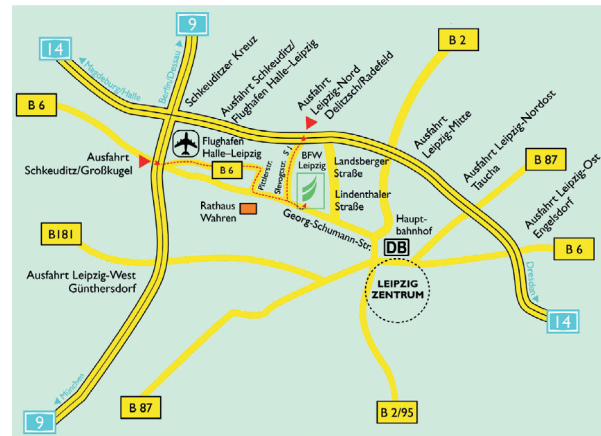 9
14
Magdeburg/Halle
Berlin/Dessau
Schkeuditzer Kreuz
Ausfahrt Schkeuditz/
Flughafen Halle–Leipzig
Ausfahrt
Leipzig-Nord
Delitzsch/Radefeld
B 2
B 6
Ausfahrt
Schkeuditz/Großkugel
Flughafen
Halle–Leipzig
B 6
Pittlerstr.
Slevogtstr.
S 1
BFW
Leipzig
Landsberger
Straße
Lindenthaler
Straße
Ausfahrt
Leipzig-Mitte
Ausfahrt Leipzig-Nordost
Taucha
B 87
Ausfahrt Leipzig-Ost
Engelsdorf
B 6
Rathaus
Wahren
Georg-Schumann-Str.
Haupt-
bahnhof
DB
B181
Ausfahrt Leipzig-West
Günthersdorf
LEIPZIG
ZENTRUM
Dresden
14
München
9
B 87
B 2/95